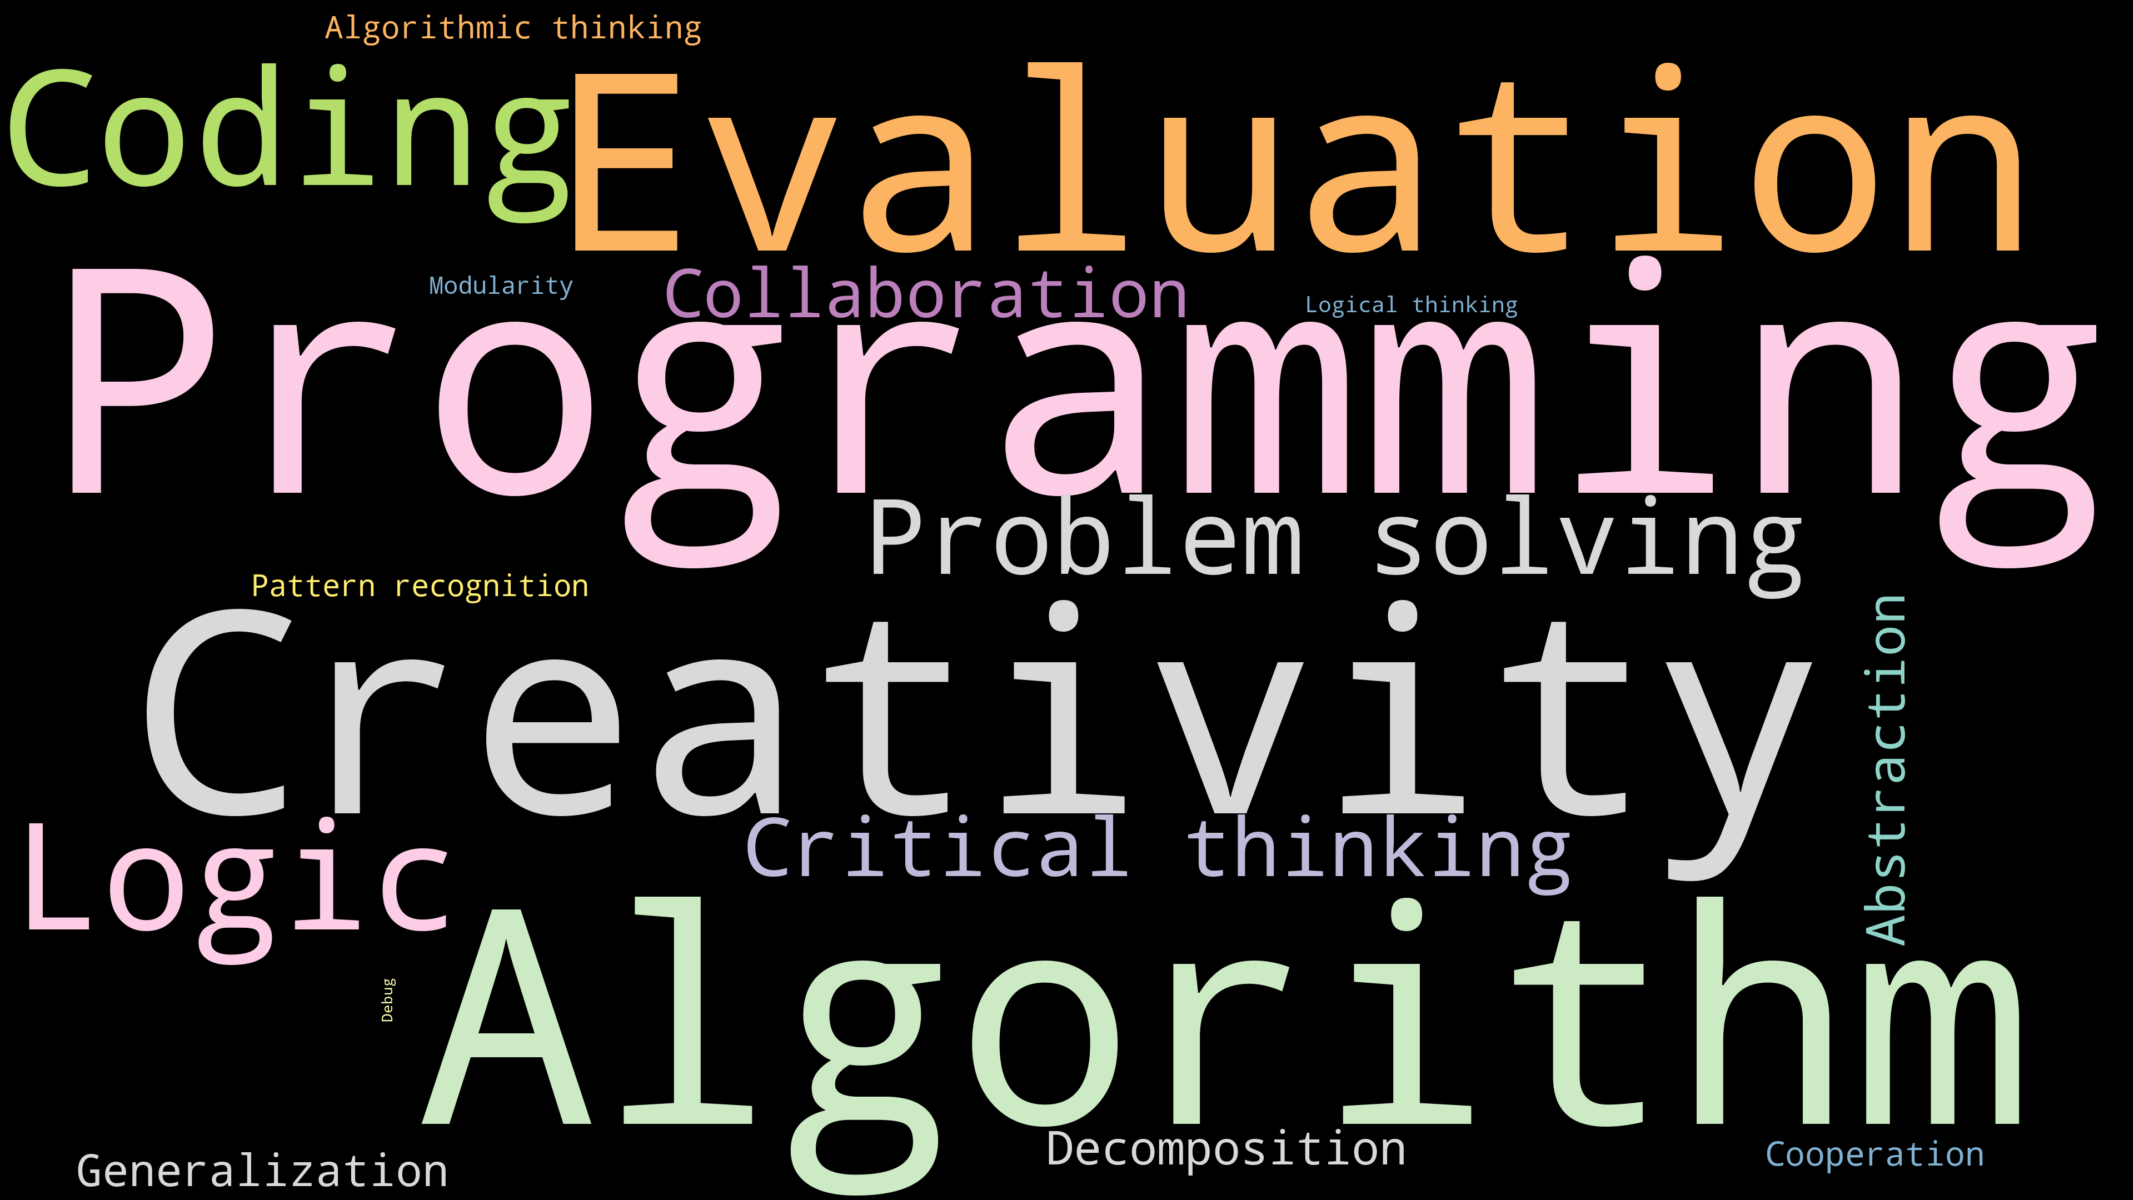 Algorithmic thinking
Coding
Evaluation
Modularity
Collaboration
Logical thinking
Programming
Problem solving
Pattern recognition
Creativity
Abstraction
Logic
Critical thinking
Debug
Algorithm
Generalization
Decomposition
Cooperation